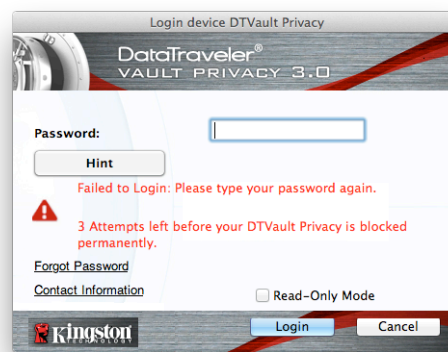 Login device DTVault Privacy
DataTraveler®
VAULT PRIVACY 3.0
Password:
Hint
Failed to Login: Please type your password again.
3 Attempts left before your DTVault Privacy is blocked
permanently.
Forgot Password
Contact Information
Read-Only Mode
Kingston
TECHNOLOGY
Login
Cancel